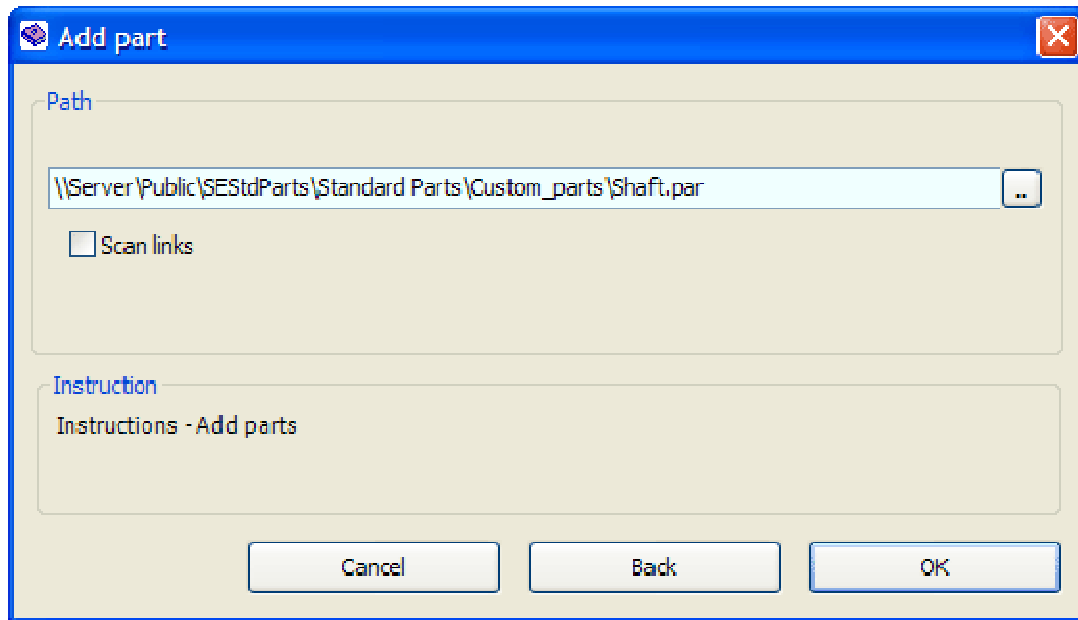 Add part
Path
\\Server\Public\SEStdParts\Standard Parts\Custom_parts\Shaft.par
..
Scan links
Instruction
Instructions - Add parts
Cancel Back OK